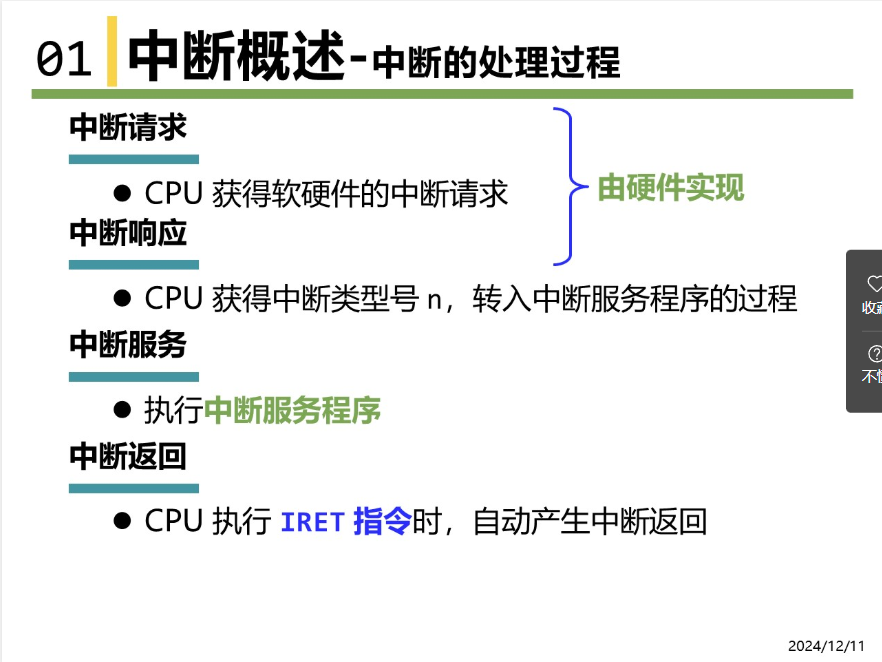 01 中断概述-中断的处理过程
中断请求
● CPU 获得软硬件的中断请求
由硬件实现
中断响应
● CPU 获得中断类型号 n，转入中断服务程序的过程
收藏
不懂
中断服务
● 执行中断服务程序
中断返回
● CPU 执行 IRET 指令时，自动产生中断返回
2024/12/11